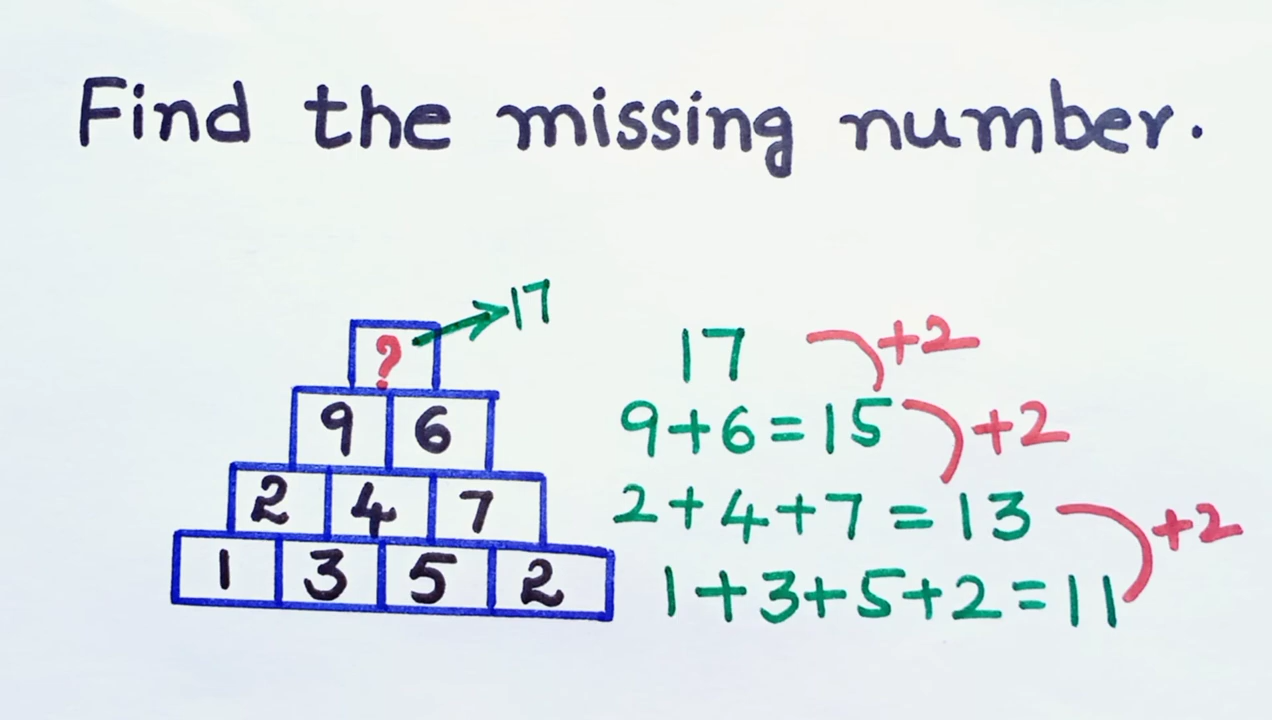 Find the missing number.
? 17
9 6
2 4 7
1 3 5 2
17 +2
9+6=15 +2
2+4+7=13 +2
1+3+5+2=11